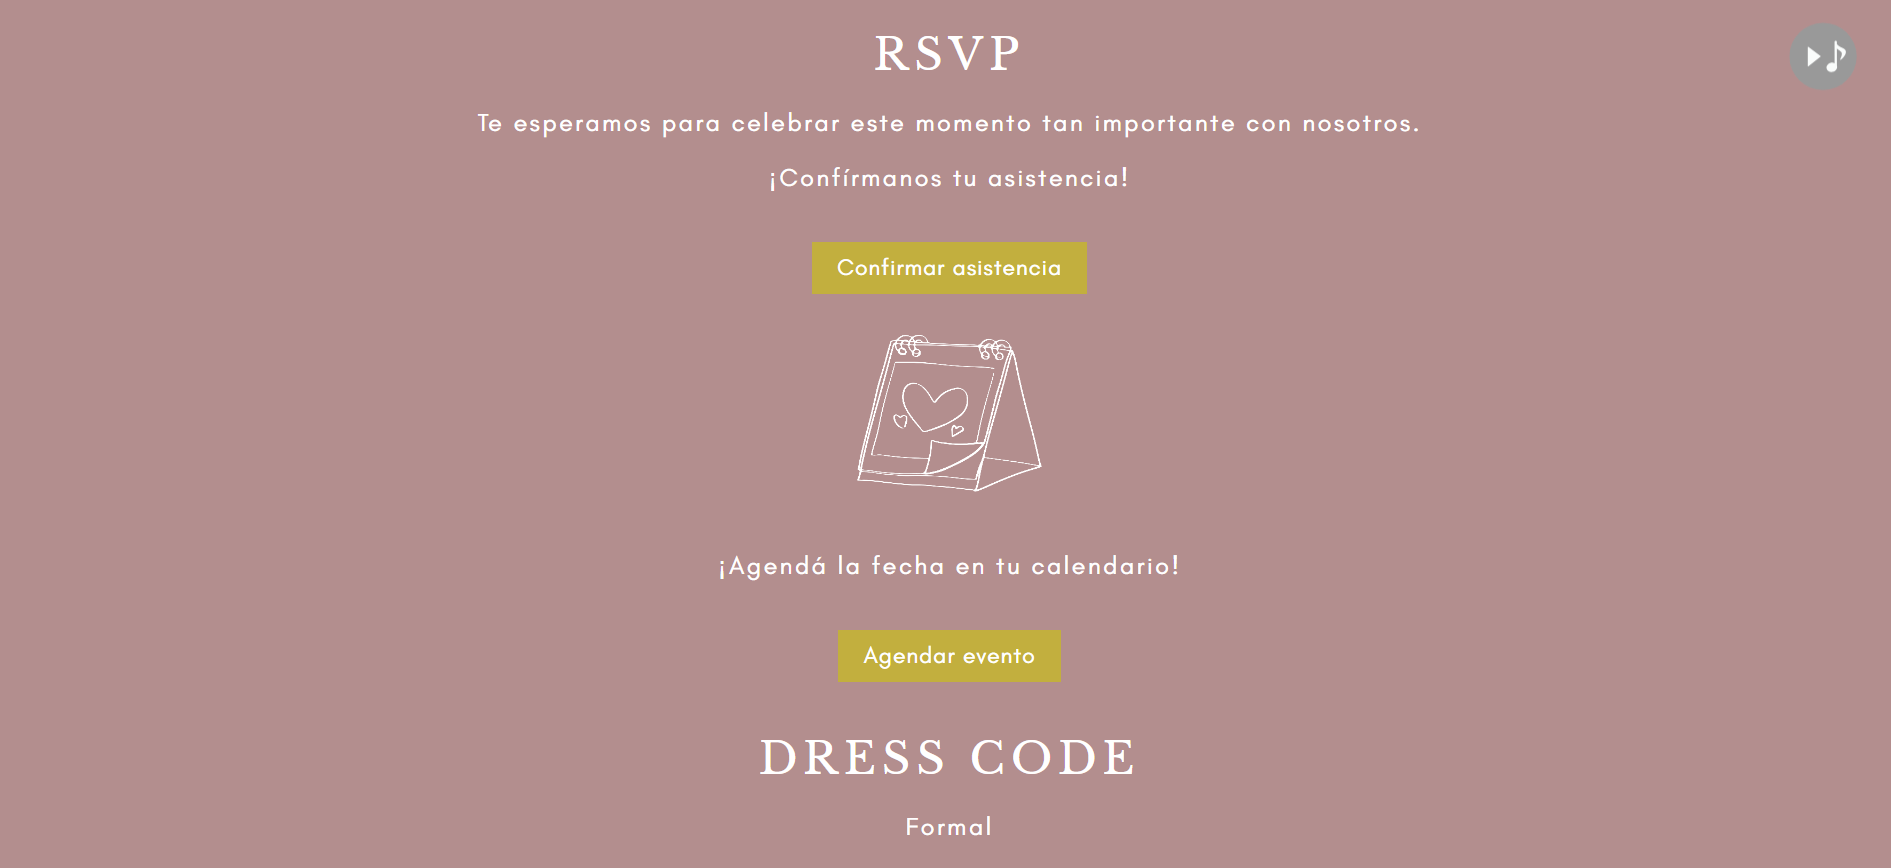 RSVP
Te esperamos para celebrar este momento tan importante con nosotros.
¡Confírmanos tu asistencia!
Confirmar asistencia
¡Agendá la fecha en tu calendario!
Agendar evento
DRESS CODE
Formal